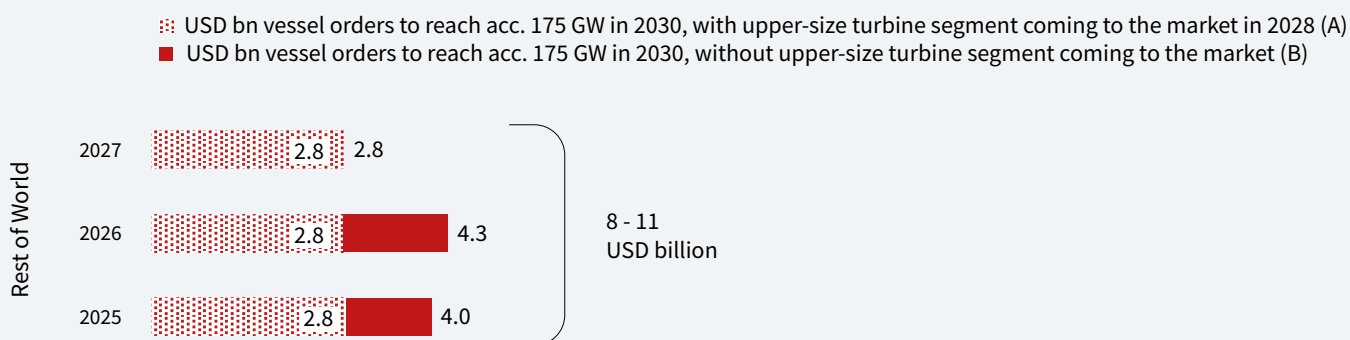 USD bn vessel orders to reach acc. 175 GW in 2030, with upper-size turbine segment coming to the market in 2028 (A)
USD bn vessel orders to reach acc. 175 GW in 2030, without upper-size turbine segment coming to the market (B)
Rest of World
2027 2.8 2.8
2026 2.8 4.3
8 - 11
USD billion
2025 2.8 4.0